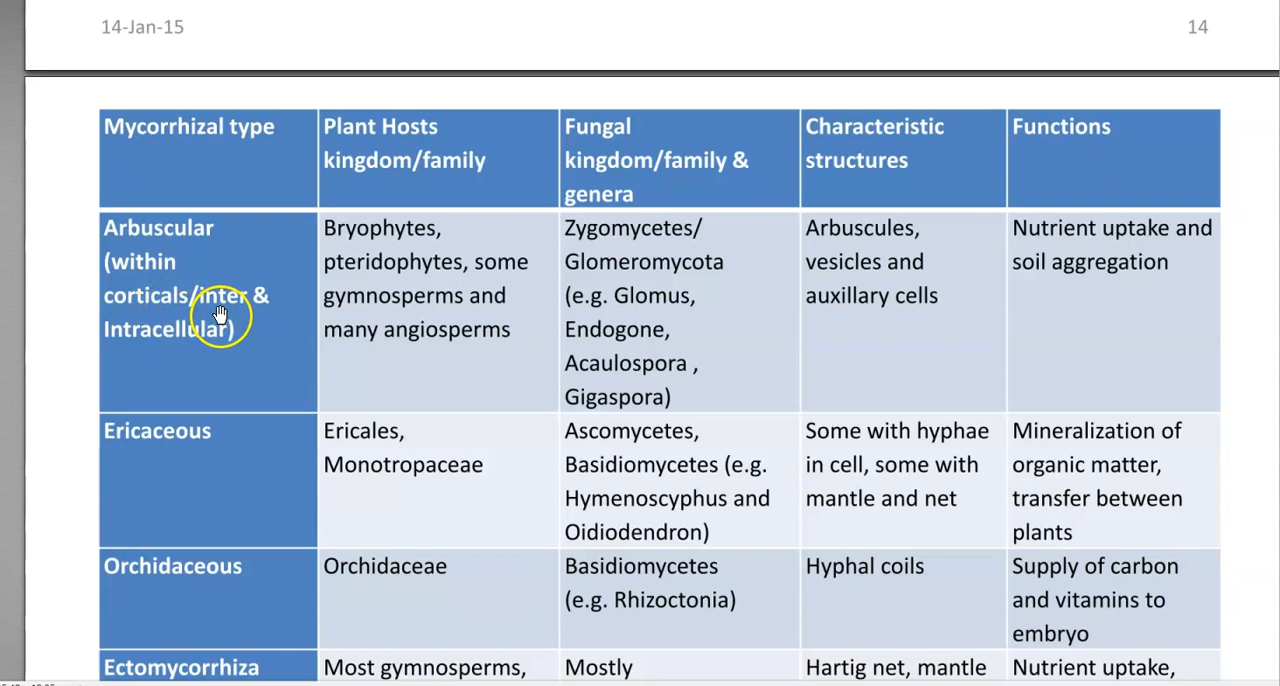 14-Jan-15
14
Mycorrhizal type
Plant Hosts
kingdom/family
Fungal
kingdom/family &
genera
Characteristic
structures
Functions
Arbuscular
(within
corticals/inter &
Intracellular)
Bryophytes,
pteridophytes, some
gymnosperms and
many angiosperms
Zygomycetes/
Glomeromycota
(e.g. Glomus,
Endogone,
Acaulospora ,
Gigaspora)
Arbuscules,
vesicles and
auxillary cells
Nutrient uptake and
soil aggregation
Ericaceous
Ericales,
Monotropaceae
Ascomycetes,
Basidiomycetes (e.g.
Hymenoscyphus and
Oidiodendron)
Some with hyphae
in cell, some with
mantle and net
Mineralization of
organic matter,
transfer between
plants
Orchidaceous
Orchidaceae
Basidiomycetes
(e.g. Rhizoctonia)
Hyphal coils
Supply of carbon
and vitamins to
embryo
Ectomycorrhiza
Most gymnosperms,
Mostly
Hartig net, mantle
Nutrient uptake,